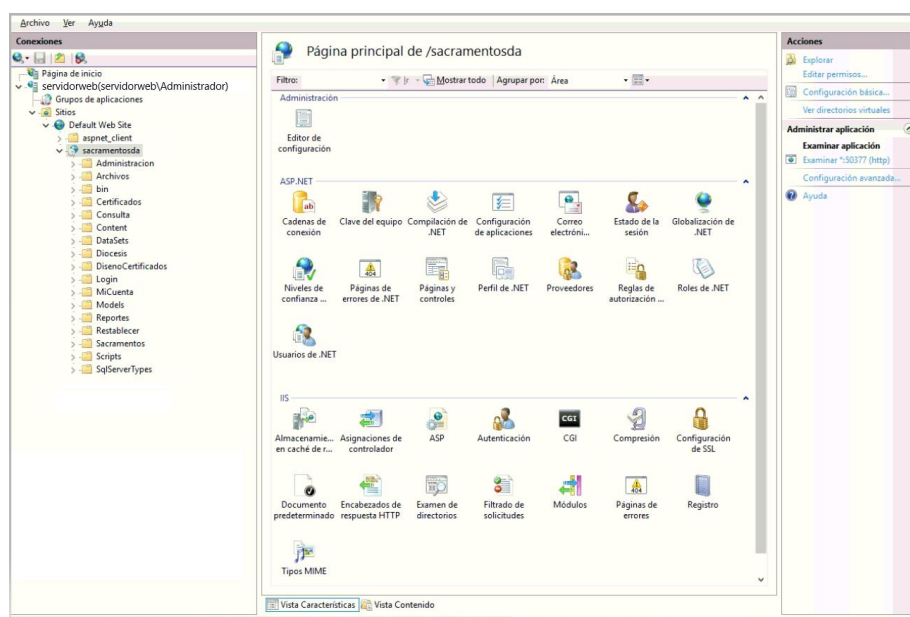 Archivo Ver Ayuda
Conexiones
Página de inicio
servidorweb(servidorweb\Administrador)
Grupos de aplicaciones
Sitios
Default Web Site
aspnet_client
sacramentosda
Administracion
Archivos
bin
Certificados
Consulta
Content
DataSets
Diocesis
DisenoCertificados
Login
MiCuenta
Models
Reportes
Restablecer
Sacramentos
Scripts
SqlServerTypes
Página principal de /sacramentosda
Filtro: Ir Mostrar todo Agrupar por: Área
Administración
Editor de
configuración
ASP.NET
Cadenas de Clave del equipo Compilación de Configuración Correo Estado de la Globalización de
conexión .NET de aplicaciones electróni... sesión .NET
Niveles de Páginas de Páginas y Perfil de .NET Proveedores Reglas de Roles de .NET
confianza ... errores de .NET controles autorización ...
Usuarios de .NET
IIS
Almacenamie... Asignaciones de ASP Autenticación CGI Compresión Configuración
en caché de r... controlador de SSL
Documento Encabezados de Examen de Filtrado de Módulos Páginas de Registro
predeterminado respuesta HTTP directorios solicitudes errores
Tipos MIME
Vista Características Vista Contenido
Acciones
Explorar
Editar permisos...
Configuración básica...
Ver directorios virtuales
Administrar aplicación
Examinar aplicación
Examinar *:50377 (http)
Configuración avanzada...
Ayuda